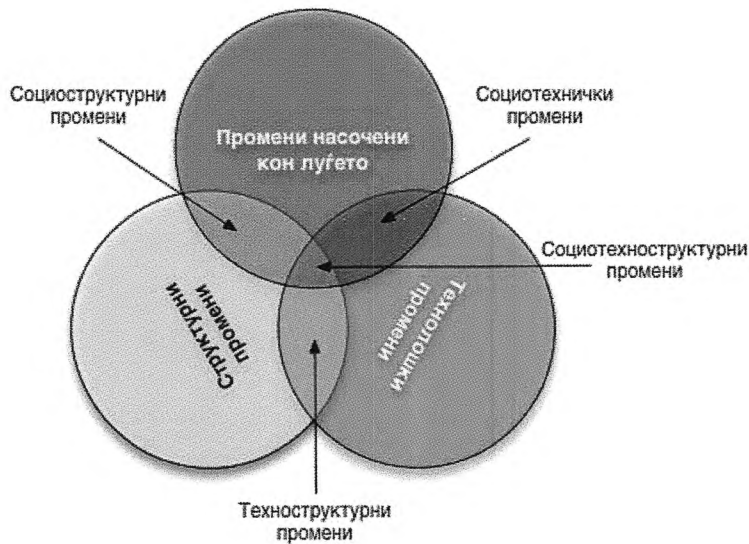 Социоструктурни
промени
Социотехнички
промени
Промени насочени
кон луѓето
Социотехноструктурни
промени
Структурни
промени
Технолошки
промени
Техноструктурни
промени